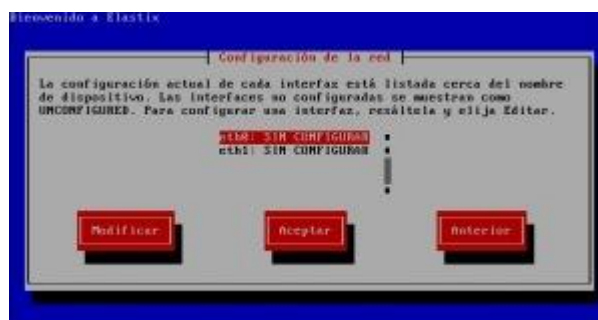 Bienvenido a Elastix
Configuración de la red
La configuración actual de cada interfaz está listada cerca del nombre
de dispositivo. Las interfaces no configuradas se muestran como
UNCONFIGURED. Para configurar una interfaz, resáltela y elija Editar.
eth0: SIN CONFIGURAR
eth1: SIN CONFIGURAR
Modificar Aceptar Anterior